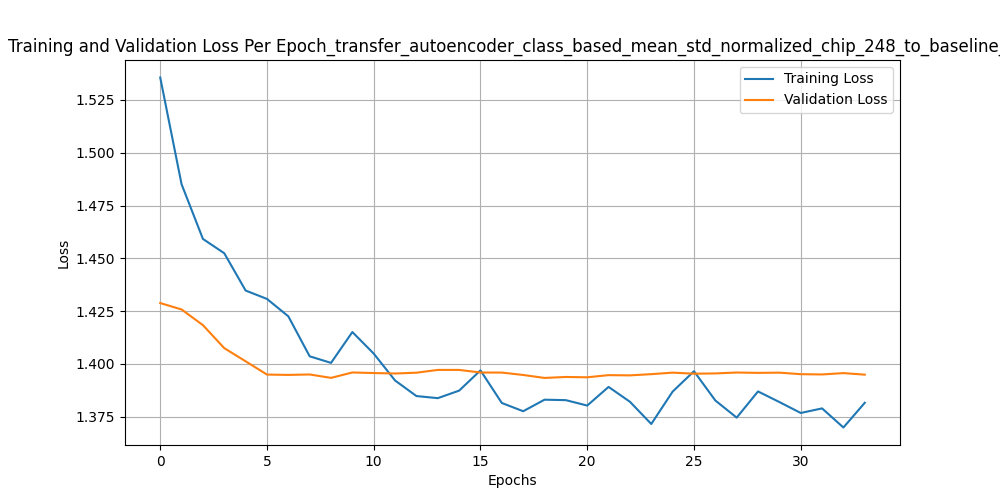 Training and Validation Loss Per Epoch_transfer_autoencoder_class_based_mean_std_normalized_chip_248_to_baseline_
Training Loss
Validation Loss
1.525
1.500
1.475
1.450
1.425
1.400
1.375
Loss
0 5 10 15 20 25 30
Epochs